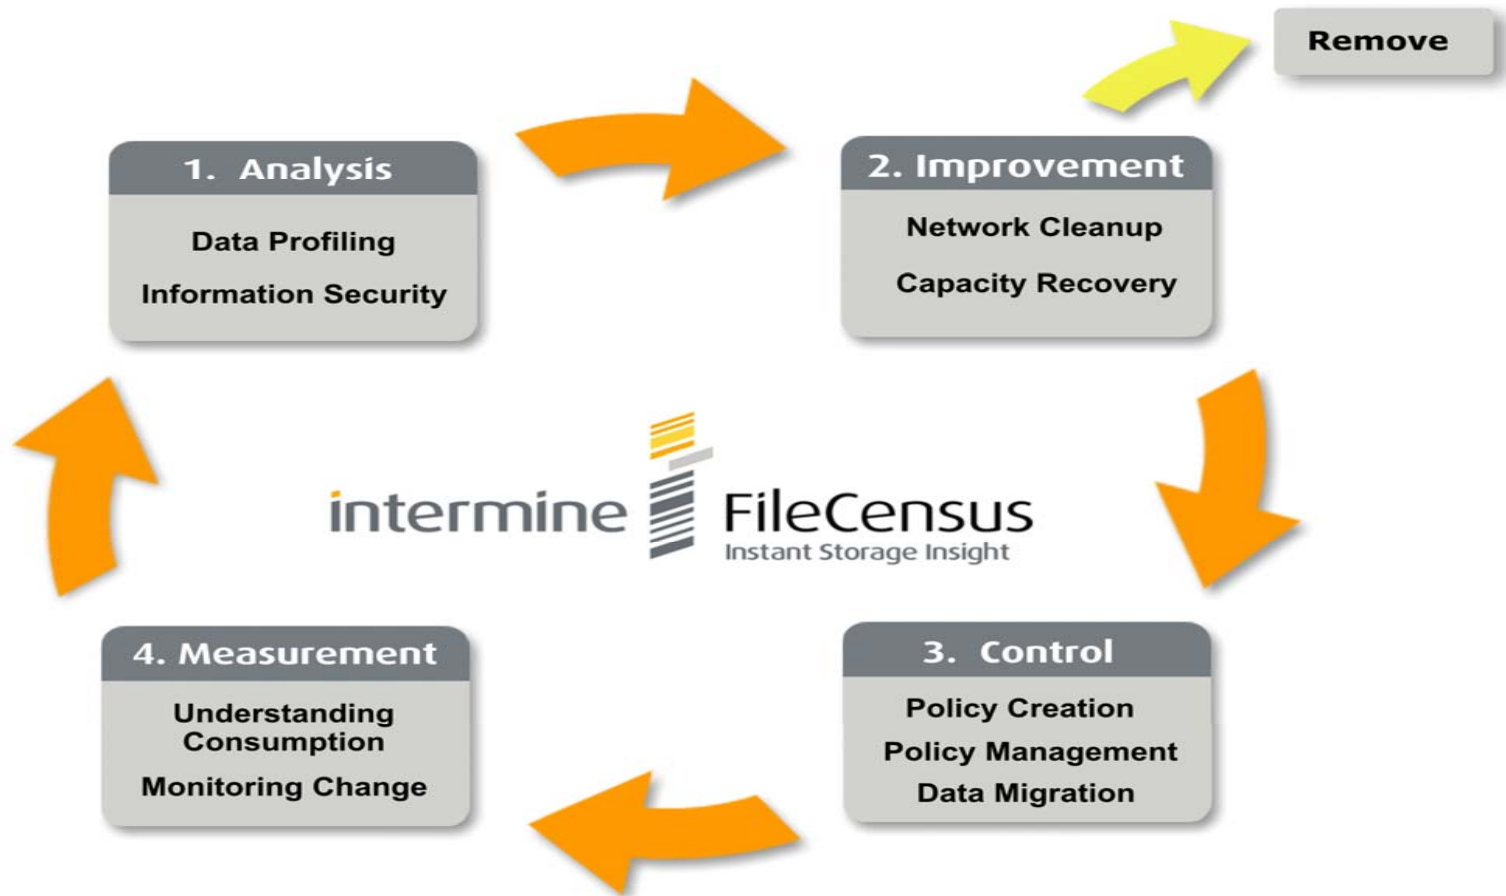 Remove
1. Analysis
Data Profiling
Information Security
2. Improvement
Network Cleanup
Capacity Recovery
intermine
FileCensus
Instant Storage Insight
3. Control
Policy Creation
Policy Management
Data Migration
4. Measurement
Understanding
Consumption
Monitoring Change